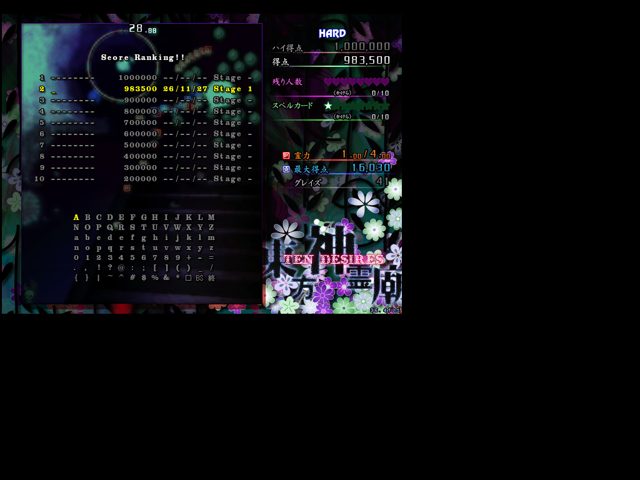 28.88
Score Ranking!!
1 -------- 1000000 --/--/-- Stage -
2 _ 983500 26/11/27 Stage 1
3 -------- 900000 --/--/-- Stage -
4 -------- 800000 --/--/-- Stage -
5 -------- 700000 --/--/-- Stage -
6 -------- 600000 --/--/-- Stage -
7 -------- 500000 --/--/-- Stage -
8 -------- 400000 --/--/-- Stage -
9 -------- 300000 --/--/-- Stage -
10 -------- 200000 --/--/-- Stage -
A B C D E F G H I J K L M
N O P Q R S T U V W X Y Z
a b c d e f g h i j k l m
n o p q r s t u v w x y z
0 1 2 3 4 5 6 7 8 9 + - =
. , ! ? @ : ; [ ] ( ) _ /
{ } | ~ ^ # $ % & * □ BS 終
HARD
ハイ得点 1,000,000
得点 983,500
残り人数
0/10
スペルカード ★
0/10
霊力 1.00/4.00
最大得点 16,030
グレイズ 41
東方神霊廟
TEN DESIRES